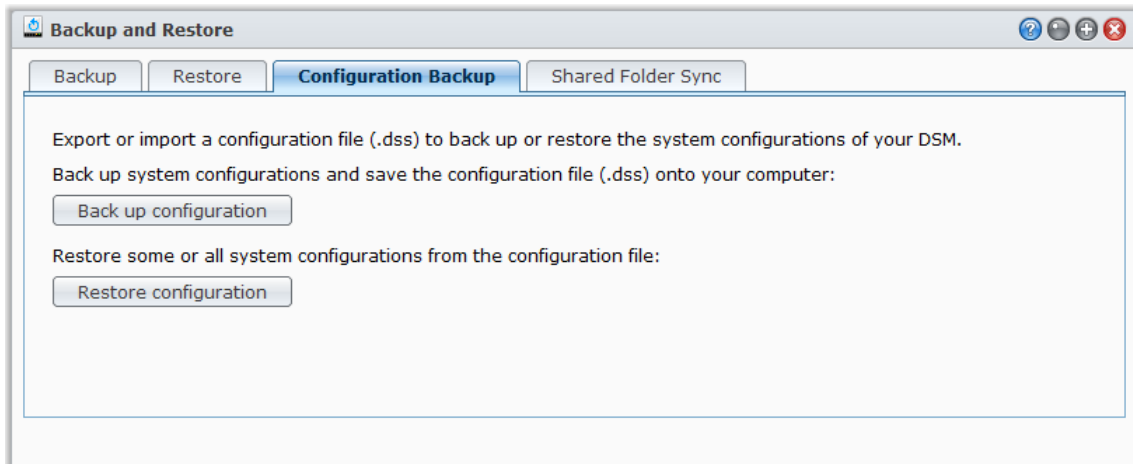 Backup and Restore
Backup
Restore
Configuration Backup
Shared Folder Sync
Export or import a configuration file (.dss) to back up or restore the system configurations of your DSM.
Back up system configurations and save the configuration file (.dss) onto your computer:
Back up configuration
Restore some or all system configurations from the configuration file:
Restore configuration